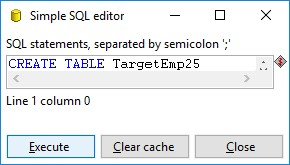 Simple SQL editor
SQL statements, separated by semicolon ';'
CREATE TABLE TargetEmp25
Line 1 column 0
Execute Clear cache Close